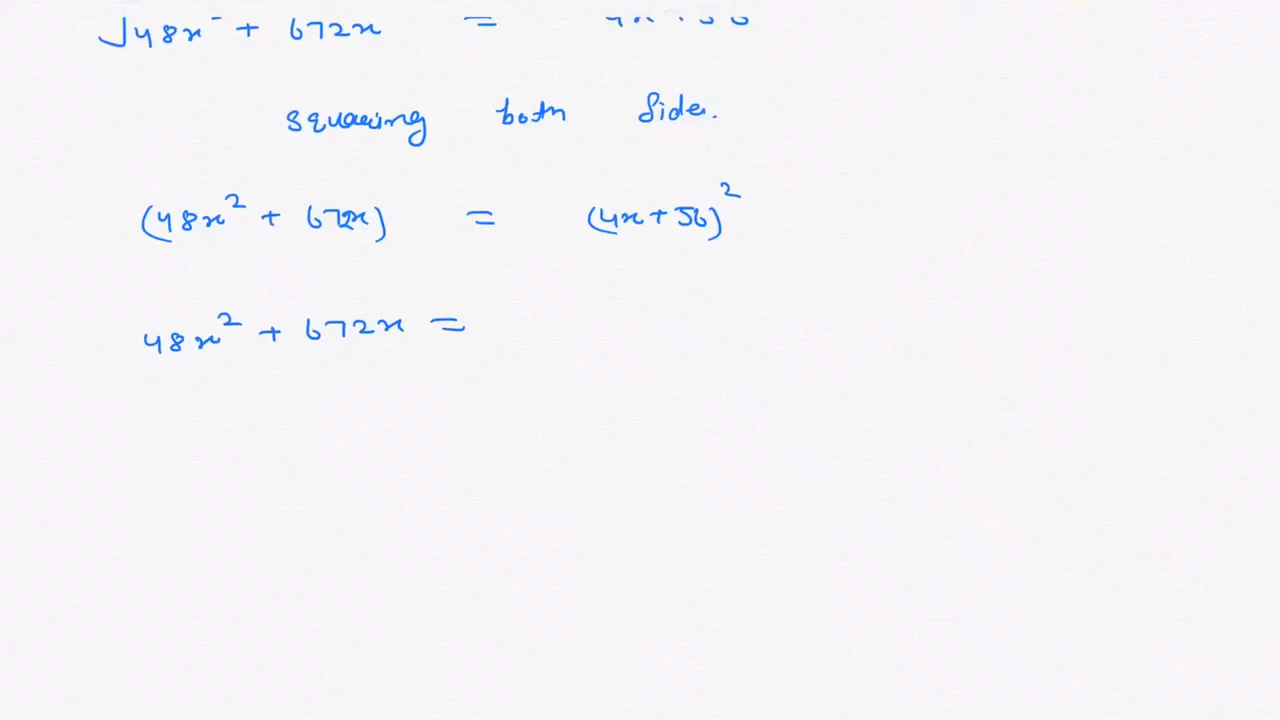 √48x² + 672x =
squaring both side.
(48x² + 672x) = (4x + 56)²
48x² + 672x =